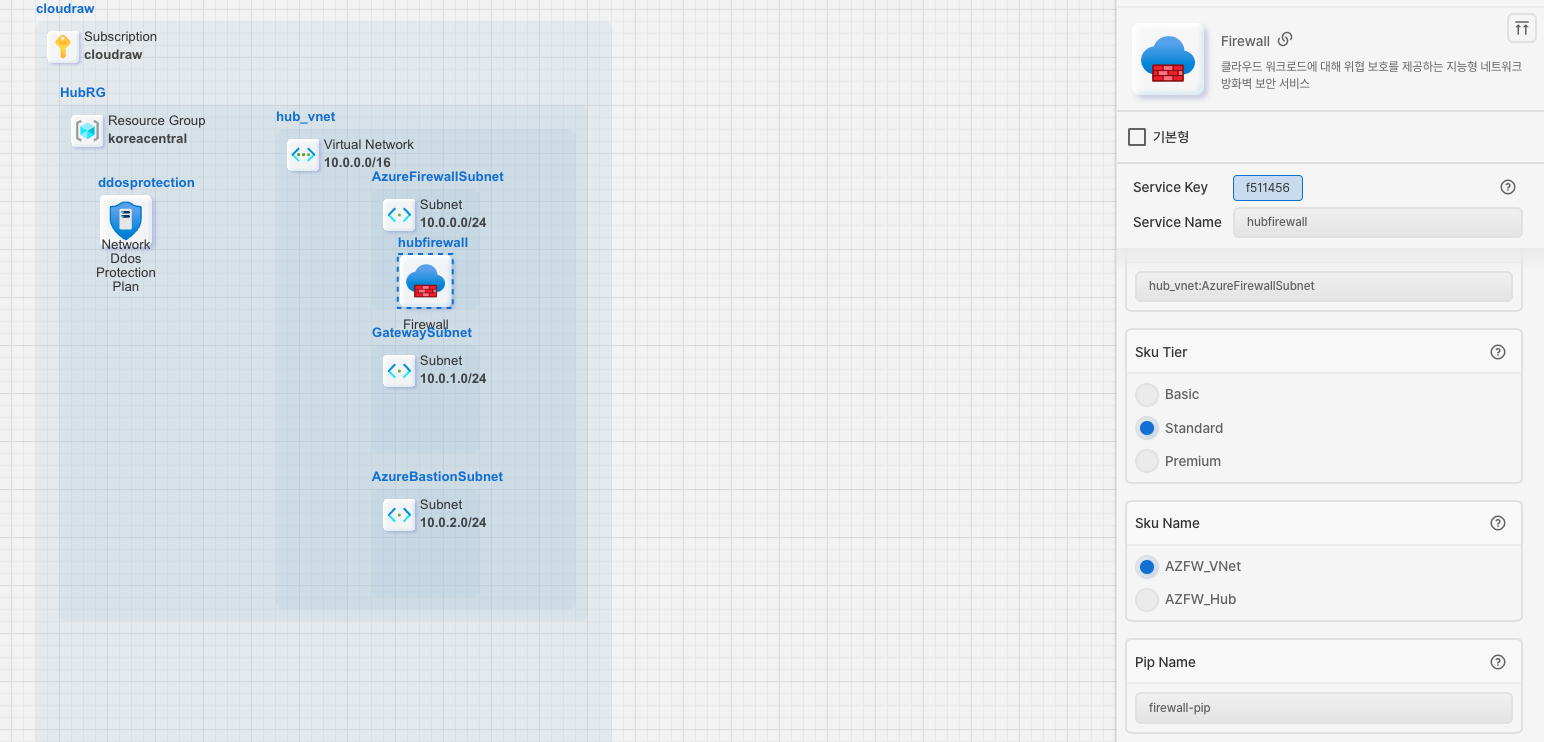 cloudraw
Subscription
cloudraw
HubRG
Resource Group
koreacentral
ddosprotection
Network
Ddos
Protection
Plan
hub_vnet
Virtual Network
10.0.0.0/16
AzureFirewallSubnet
Subnet
10.0.0.0/24
hubfirewall
Firewall
GatewaySubnet
Subnet
10.0.1.0/24
AzureBastionSubnet
Subnet
10.0.2.0/24
Firewall
클라우드 워크로드에 대해 위협 보호를 제공하는 지능형 네트워크
방화벽 보안 서비스
기본형
Service Key
f511456
Service Name
hubfirewall
hub_vnet:AzureFirewallSubnet
Sku Tier
Basic
Standard
Premium
Sku Name
AZFW_VNet
AZFW_Hub
Pip Name
firewall-pip